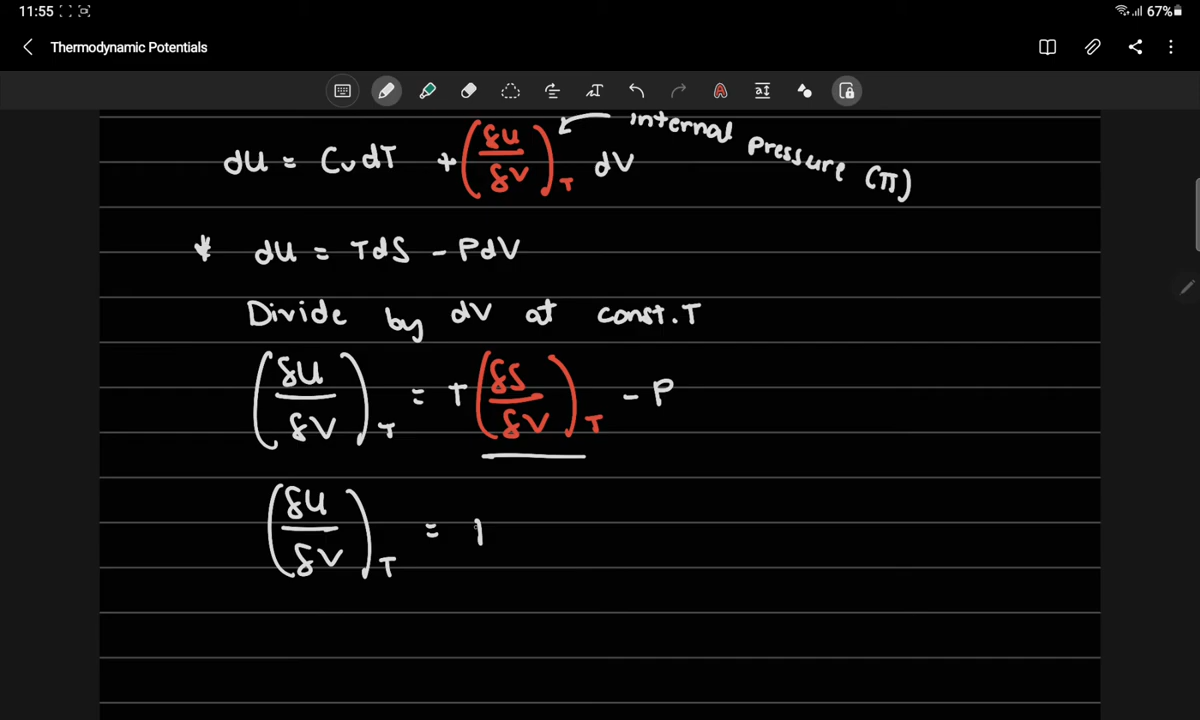 11:55 67%
Thermodynamic Potentials
internal pressure (π)
dU = CvdT + (δU/δV)T dV
* dU = TdS - PdV
Divide by dV at const. T
(δU/δV)T = T(δS/δV)T - P
(δU/δV)T =